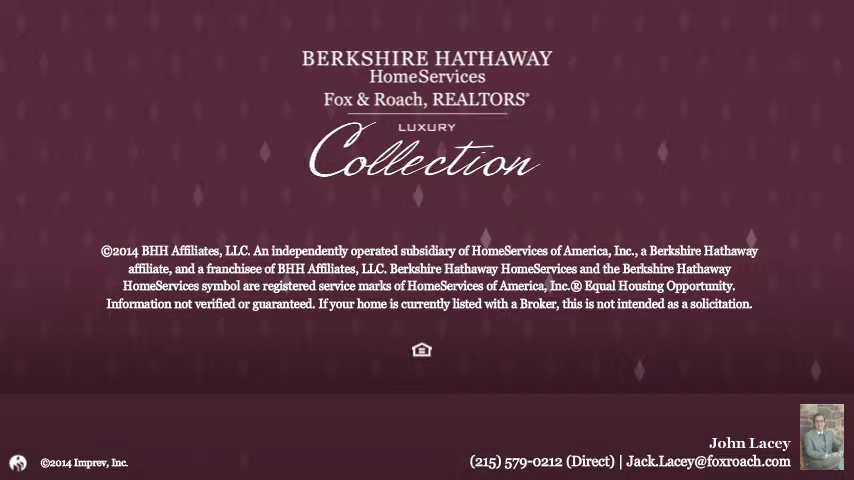 BERKSHIRE HATHAWAY
HomeServices
Fox & Roach, REALTORS®
LUXURY
Collection
©2014 BHH Affiliates, LLC. An independently operated subsidiary of HomeServices of America, Inc., a Berkshire Hathaway
affiliate, and a franchisee of BHH Affiliates, LLC. Berkshire Hathaway HomeServices and the Berkshire Hathaway
HomeServices symbol are registered service marks of HomeServices of America, Inc.® Equal Housing Opportunity.
Information not verified or guaranteed. If your home is currently listed with a Broker, this is not intended as a solicitation.
John Lacey
(215) 579-0212 (Direct) | Jack.Lacey@foxroach.com
©2014 Imprev, Inc.